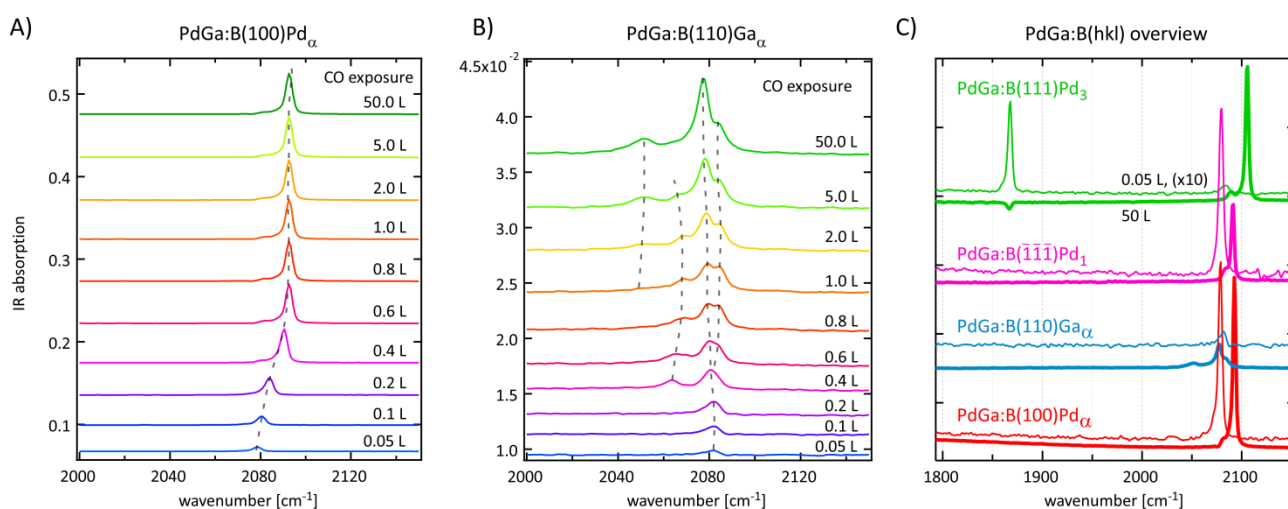 A)
PdGa:B(100)Pdα
CO exposure
50.0 L
5.0 L
2.0 L
1.0 L
0.8 L
0.6 L
0.4 L
0.2 L
0.1 L
0.05 L
IR absorption
0.5
0.4
0.3
0.2
0.1
2000
2040
2080
2120
wavenumber [cm⁻¹]
B)
PdGa:B(110)Gaα
4.5x10⁻²
4.0
3.5
3.0
2.5
2.0
1.5
1.0
CO exposure
50.0 L
5.0 L
2.0 L
1.0 L
0.8 L
0.6 L
0.4 L
0.2 L
0.1 L
0.05 L
2000
2040
2080
2120
wavenumber [cm⁻¹]
C)
PdGa:B(hkl) overview
PdGa:B(111)Pd₃
0.05 L, (x10)
50 L
PdGa:B(1̅1̅1̅)Pd₁
PdGa:B(110)Gaα
PdGa:B(100)Pdα
1800
1900
2000
2100
wavenumber [cm⁻¹]